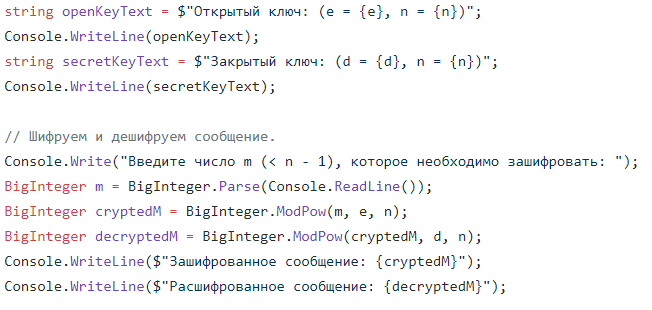 string openKeyText = $"Открытый ключ: (e = {e}, n = {n})";
Console.WriteLine(openKeyText);
string secretKeyText = $"Закрытый ключ: (d = {d}, n = {n})";
Console.WriteLine(secretKeyText);

// Шифруем и дешифруем сообщение.
Console.Write("Введите число m (< n - 1), которое необходимо зашифровать: ");
BigInteger m = BigInteger.Parse(Console.ReadLine());
BigInteger cryptedM = BigInteger.ModPow(m, e, n);
BigInteger decryptedM = BigInteger.ModPow(cryptedM, d, n);
Console.WriteLine($"Зашифрованное сообщение: {cryptedM}");
Console.WriteLine($"Расшифрованное сообщение: {decryptedM}");